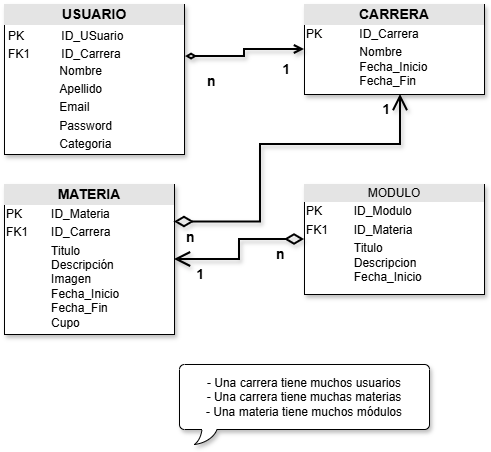 USUARIO
PK ID_USuario
FK1 ID_Carrera
Nombre
Apellido
Email
Password
Categoria
n
1
CARRERA
PK ID_Carrera
Nombre
Fecha_Inicio
Fecha_Fin
1
MATERIA
PK ID_Materia
FK1 ID_Carrera
Titulo
Descripción
Imagen
Fecha_Inicio
Fecha_Fin
Cupo
n
1
n
MODULO
PK ID_Modulo
FK1 ID_Materia
Titulo
Descripcion
Fecha_Inicio
- Una carrera tiene muchos usuarios
- Una carrera tiene muchas materias
- Una materia tiene muchos módulos